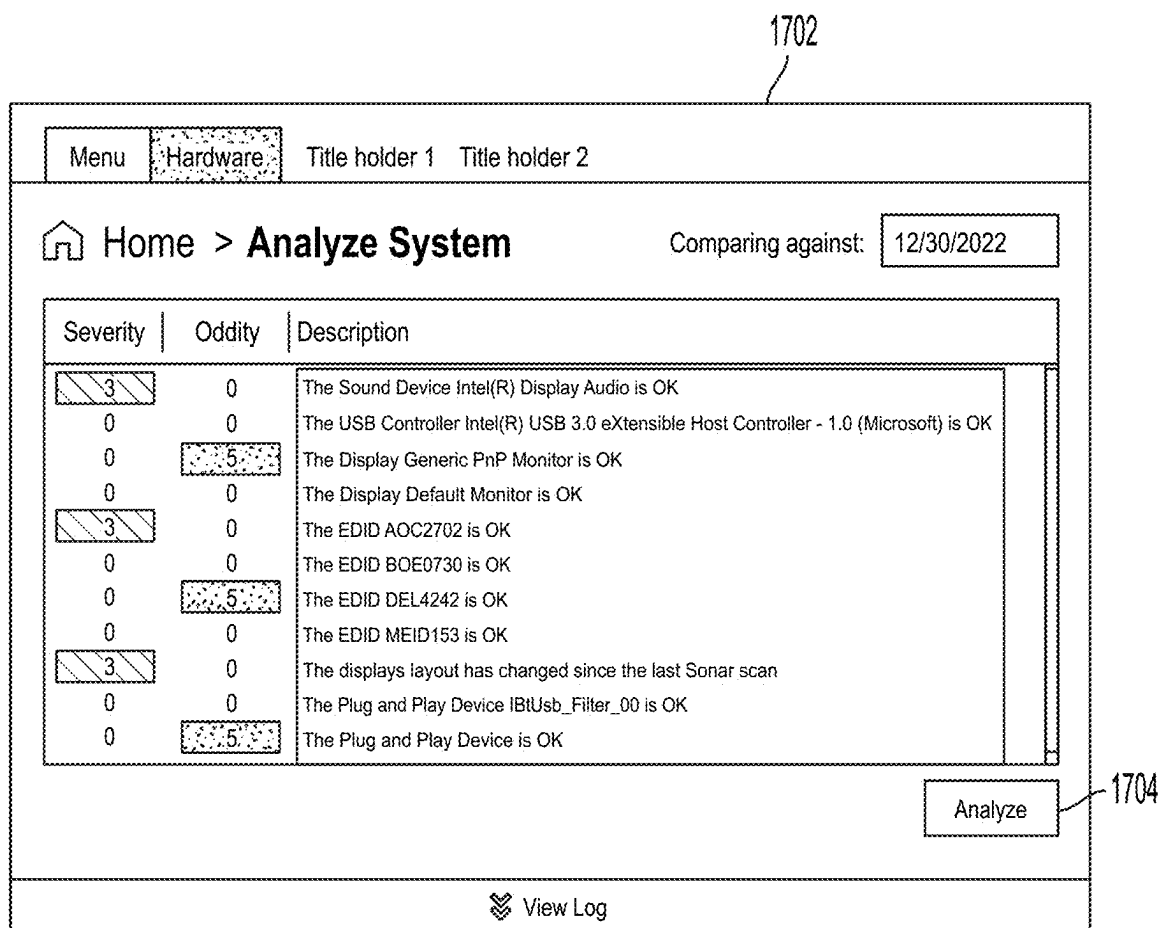 1702
Menu Hardware Title holder 1 Title holder 2
Home > Analyze System Comparing against: 12/30/2022
Severity Oddity Description
3 0 The Sound Device Intel(R) Display Audio is OK
0 0 The USB Controller Intel(R) USB 3.0 eXtensible Host Controller - 1.0 (Microsoft) is OK
0 5 The Display Generic PnP Monitor is OK
0 0 The Display Default Monitor is OK
3 0 The EDID AOC2702 is OK
0 0 The EDID BOE0730 is OK
0 5 The EDID DEL4242 is OK
0 0 The EDID MEID153 is OK
3 0 The displays layout has changed since the last Sonar scan
0 0 The Plug and Play Device IBtUsb_Filter_00 is OK
0 5 The Plug and Play Device is OK
Analyze 1704
View Log